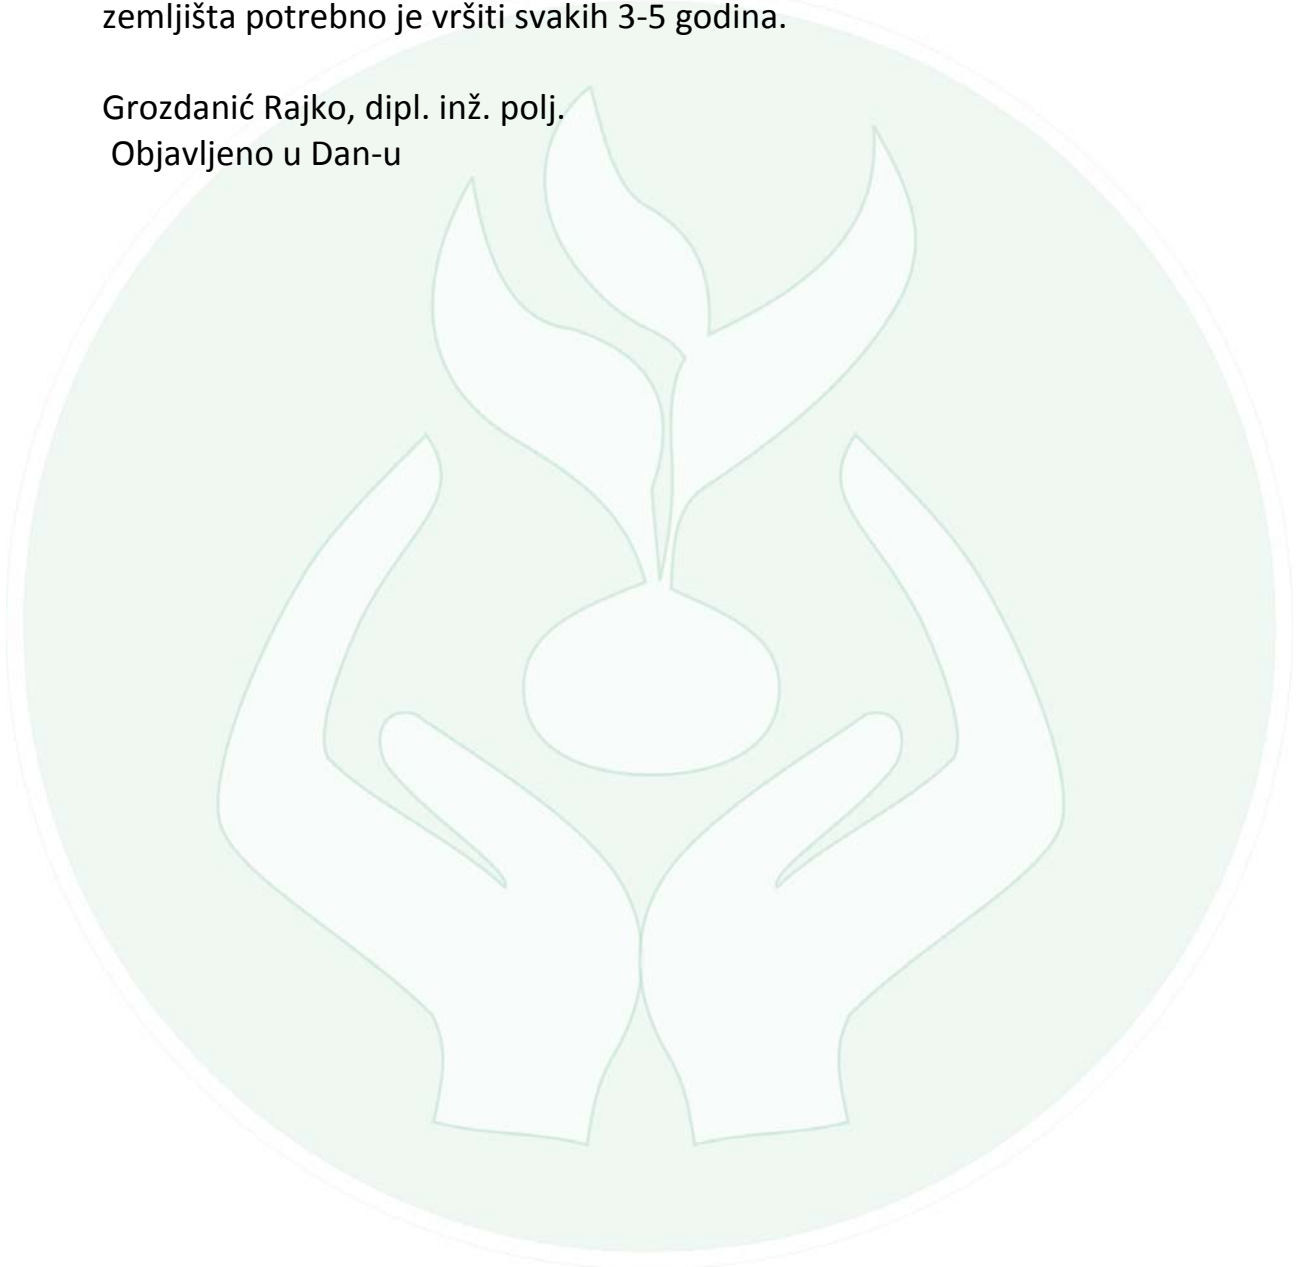 zemljišta potrebno je vršiti svakih 3-5 godina.
Grozdanić Rajko, dipl. inž. polj.
Objavljeno u Dan-u